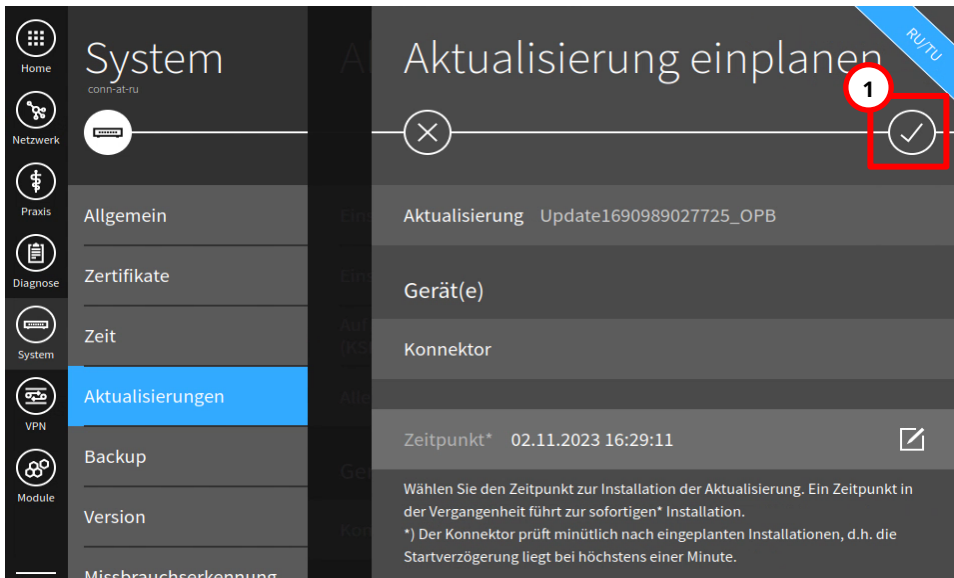 Home
Netzwerk
Praxis
Diagnose
System
VPN
Module
System
conn-at-ru
Allgemein
Zertifikate
Zeit
Aktualisierungen
Backup
Version
Missbrauchserkennung
Aktualisierung einplanen
RU/TU
1
Aktualisierung Update1690989027725_OPB
Gerät(e)
Konnektor
Zeitpunkt* 02.11.2023 16:29:11
Wählen Sie den Zeitpunkt zur Installation der Aktualisierung. Ein Zeitpunkt in
der Vergangenheit führt zur sofortigen* Installation.
*) Der Konnektor prüft minütlich nach eingeplanten Installationen, d.h. die
Startverzögerung liegt bei höchstens einer Minute.